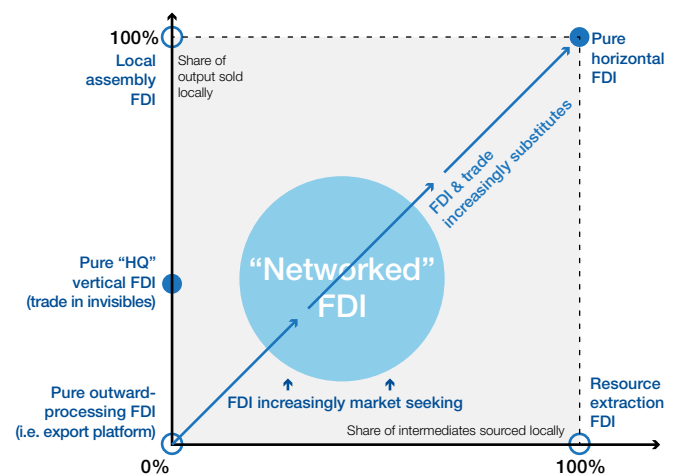 100%
Local
assembly
FDI
Share of
output sold
locally
Pure
horizontal
FDI
FDI & trade
increasingly substitutes
“Networked”
FDI
Pure “HQ”
vertical FDI
(trade in invisibles)
FDI increasingly market seeking
Pure outward-
processing FDI
(i.e. export platform)
Share of intermediates sourced locally
Resource
extraction
FDI
0%
100%